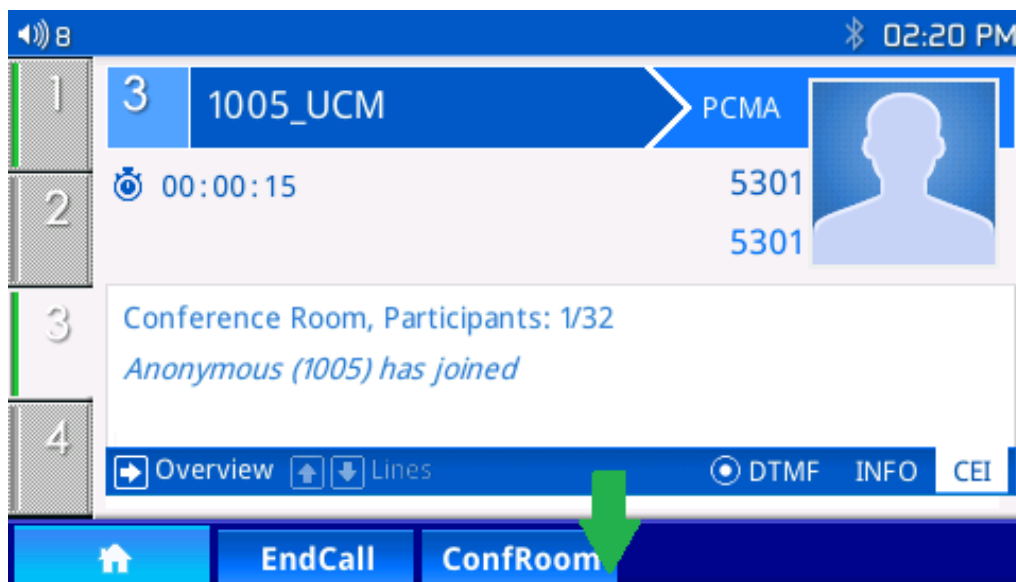 8 02:20 PM
1 3 1005_UCM PCMA
00:00:15 5301
2
5301
3 Conference Room, Participants: 1/32
Anonymous (1005) has joined
4
Overview Lines DTMF INFO CEI
EndCall ConfRoom